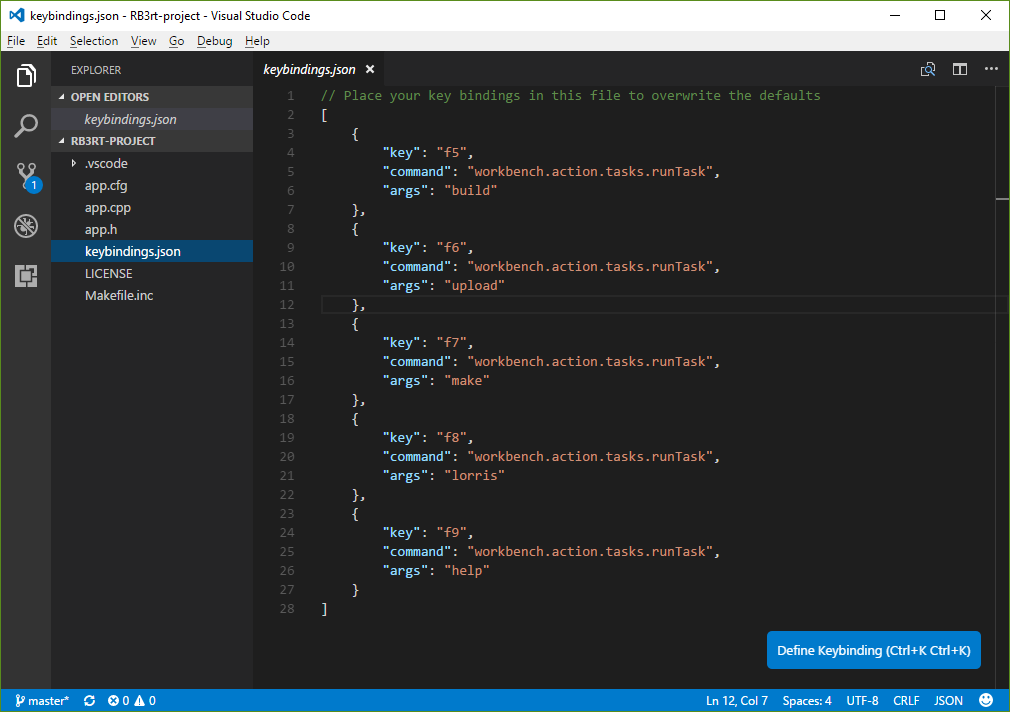 keybindings.json - RB3rt-project - Visual Studio Code
File Edit Selection View Go Debug Help
EXPLORER
OPEN EDITORS
keybindings.json
RB3RT-PROJECT
.vscode
app.cfg
app.cpp
app.h
keybindings.json
LICENSE
Makefile.inc
1
keybindings.json
1 // Place your key bindings in this file to overwrite the defaults
2 [
3     {
4         "key": "f5",
5         "command": "workbench.action.tasks.runTask",
6         "args": "build"
7     },
8     {
9         "key": "f6",
10         "command": "workbench.action.tasks.runTask",
11         "args": "upload"
12     },
13     {
14         "key": "f7",
15         "command": "workbench.action.tasks.runTask",
16         "args": "make"
17     },
18     {
19         "key": "f8",
20         "command": "workbench.action.tasks.runTask",
21         "args": "lorris"
22     },
23     {
24         "key": "f9",
25         "command": "workbench.action.tasks.runTask",
26         "args": "help"
27     }
28 ]
Define Keybinding (Ctrl+K Ctrl+K)
master* 0 0 Ln 12, Col 7 Spaces: 4 UTF-8 CRLF JSON